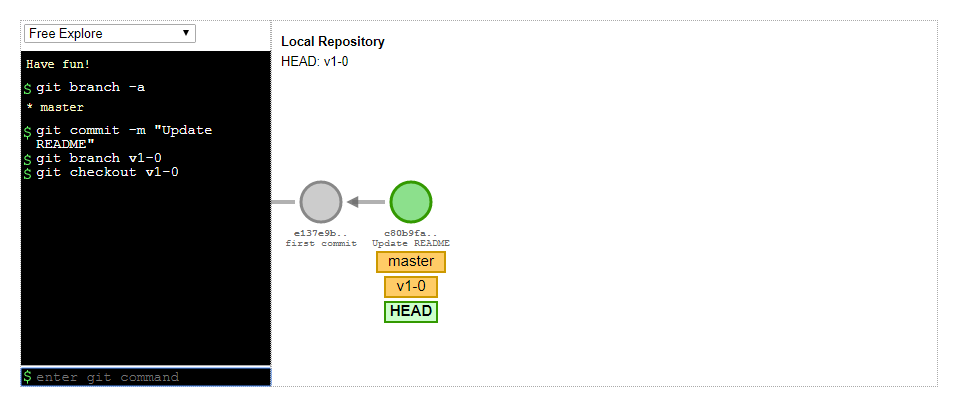 Free Explore
Have fun!
$ git branch -a
* master
$ git commit -m "Update
README"
$ git branch v1-0
$ git checkout v1-0
$ enter git command
Local Repository
HEAD: v1-0
e137e9b..
first commit
c80b9fa..
Update README
master
v1-0
HEAD